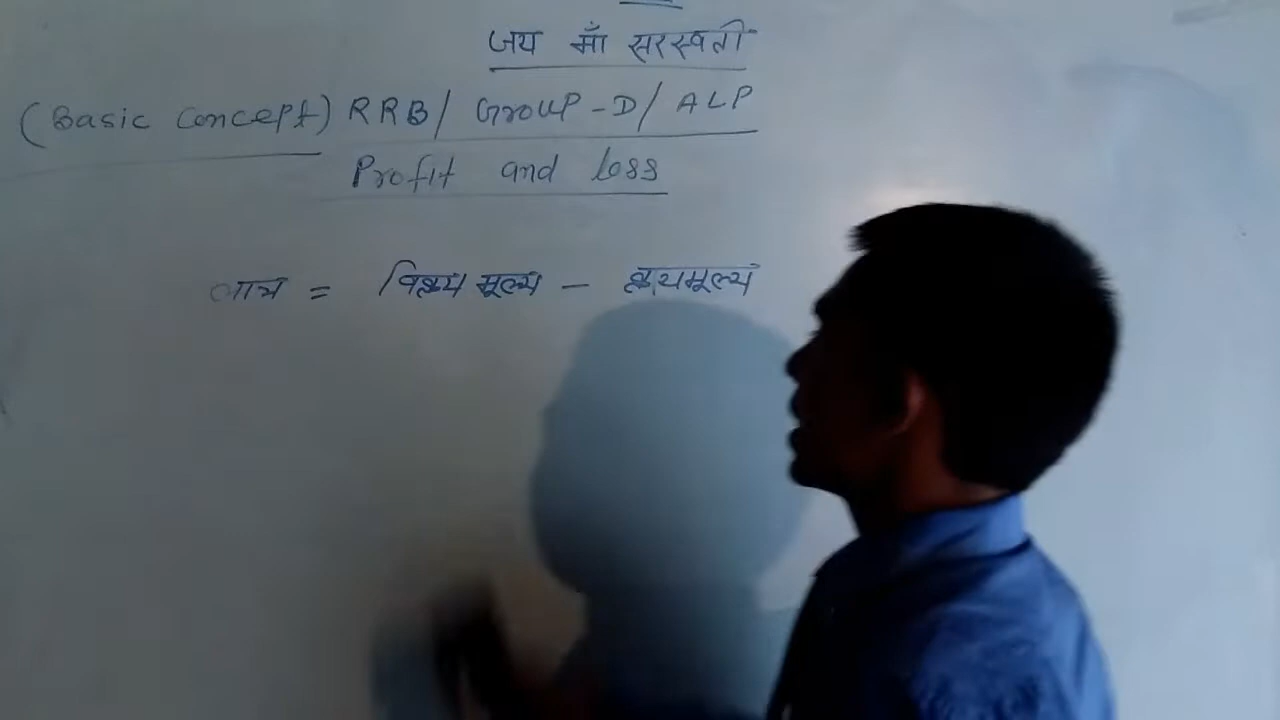 जय माँ सरस्वती
(Basic Concept) RRB/ Group-D/ ALP
Profit and loss
लाभ = विक्रय मूल्य - क्रयमूल्य